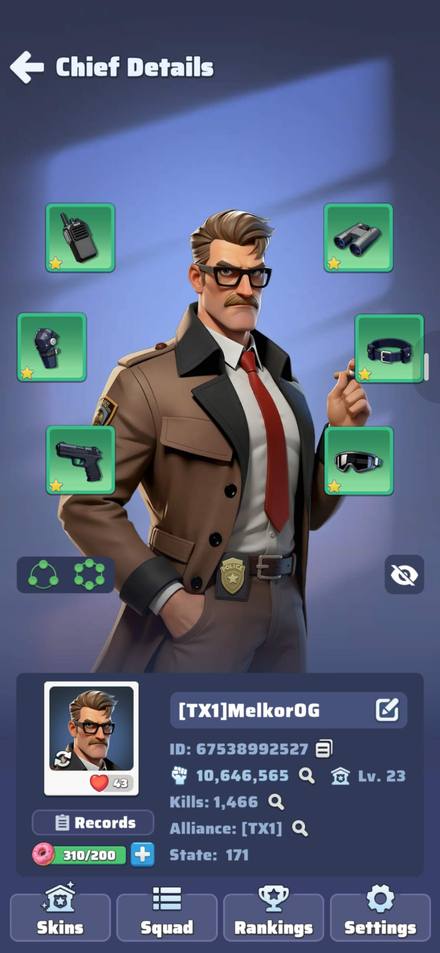 Chief Details
POLICE
[TX1]MelkorOG
ID: 67538992527
10,646,565
Lv. 23
43
Kills: 1,466
Records
Alliance: [TX1]
310/200
State: 171
Skins
Squad
Rankings
Settings